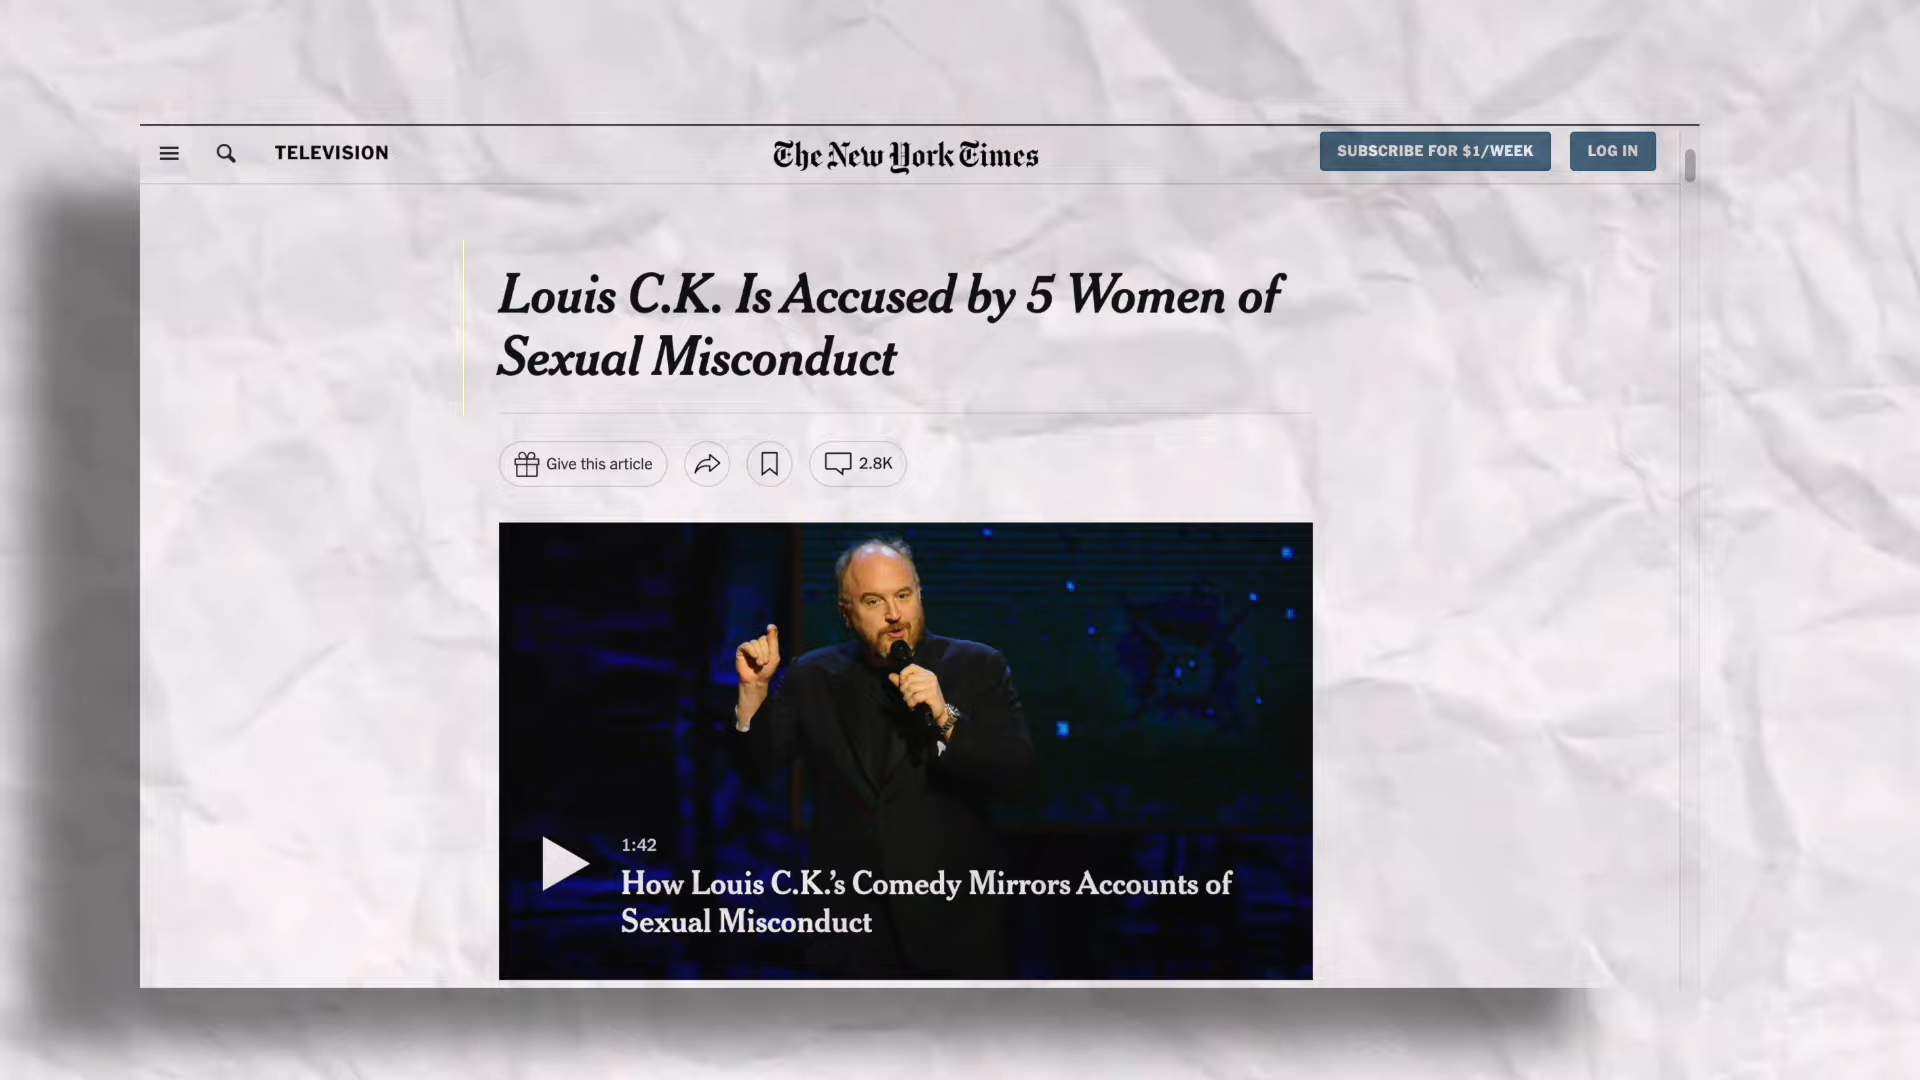 TELEVISION
The New York Times
SUBSCRIBE FOR $1/WEEK
LOG IN
Louis C.K. Is Accused by 5 Women of
Sexual Misconduct
Give this article
2.8K
1:42
How Louis C.K.'s Comedy Mirrors Accounts of
Sexual Misconduct